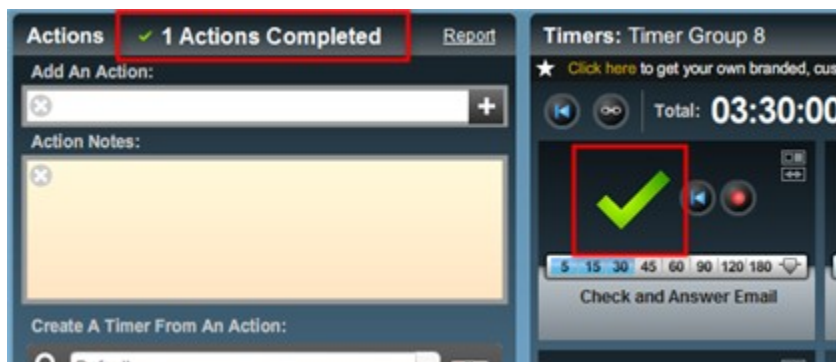 Actions ✓ 1 Actions Completed Report
Add An Action:
Action Notes:
Create A Timer From An Action:
Timers: Timer Group 8
★ Click here to get your own branded,
Total: 03:30:00
5 15 30 45 60 90 120 180
Check and Answer Email